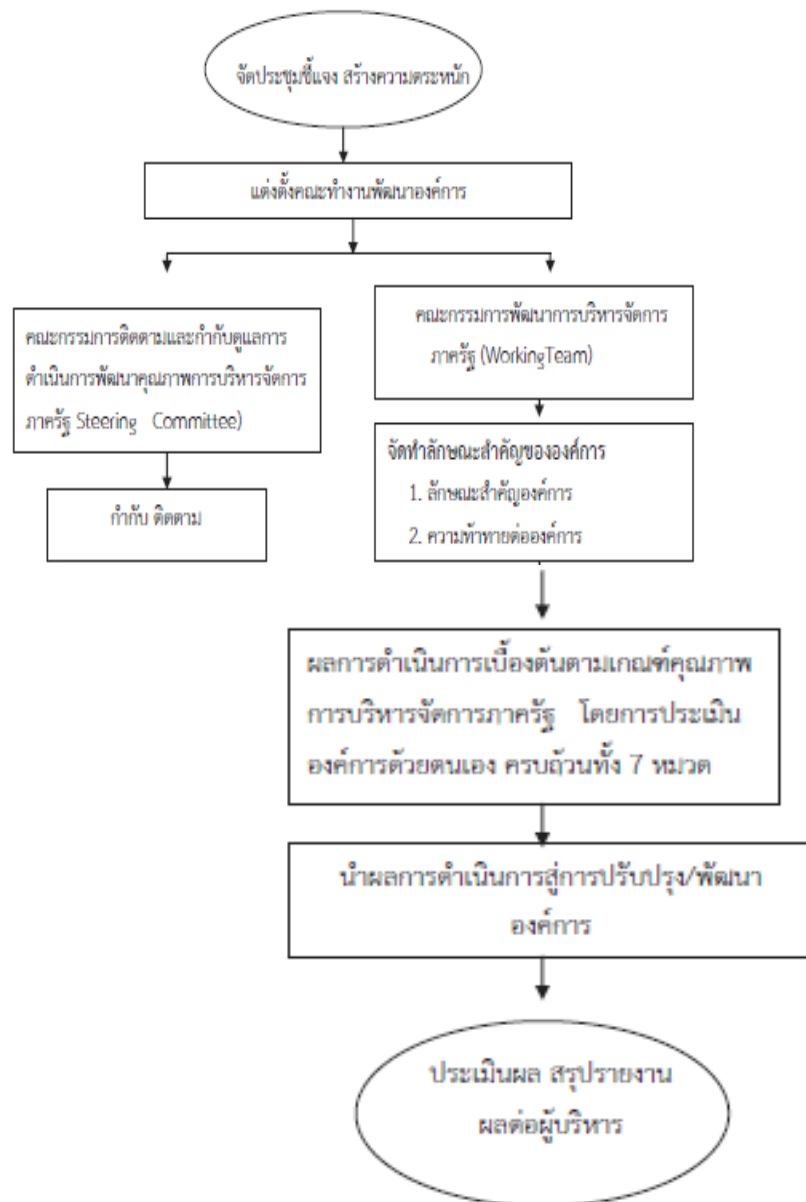 จัดประชุมชี้แจง สร้างความตระหนัก
แต่งตั้งคณะทำงานพัฒนาองค์การ
คณะกรรมการติดตามและกำกับดูแลการ
ดำเนินการพัฒนาคุณภาพการบริหารจัดการ
ภาครัฐ Steering Committee)
กำกับ ติดตาม
คณะกรรมการพัฒนาการบริหารจัดการ
ภาครัฐ (WorkingTeam)
จัดทำลักษณะสำคัญขององค์การ
1. ลักษณะสำคัญองค์การ
2. ความท้าทายต่อองค์การ
ผลการดำเนินการเบื้องต้นตามเกณฑ์คุณภาพ
การบริหารจัดการภาครัฐ โดยการประเมิน
องค์การด้วยตนเอง ครบถ้วนทั้ง 7 หมวด
นำผลการดำเนินการสู่การปรับปรุง/พัฒนา
องค์การ
ประเมินผล สรุปรายงาน
ผลต่อผู้บริหาร